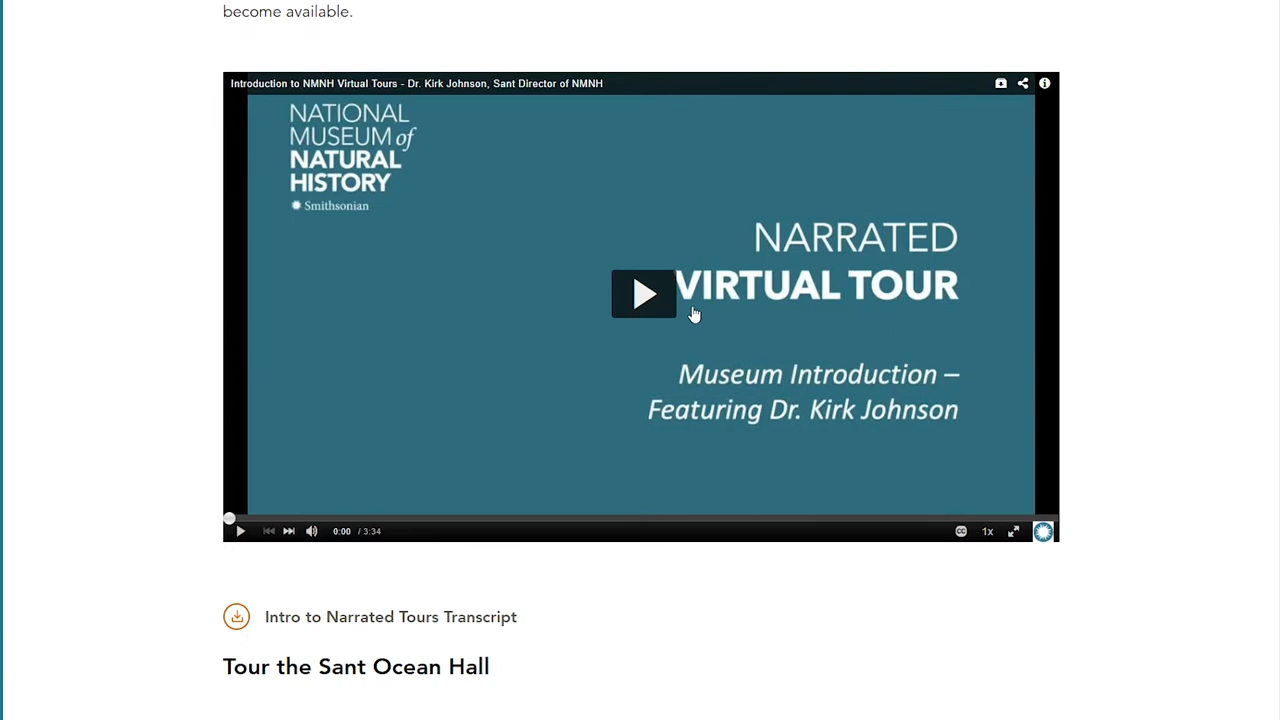 become available.
Introduction to NMNH Virtual Tours - Dr. Kirk Johnson, Sant Director of NMNH
NATIONAL
MUSEUM of
NATURAL
HISTORY
Smithsonian
NARRATED
VIRTUAL TOUR
Museum Introduction –
Featuring Dr. Kirk Johnson
0:00 / 3:34
CC
1x
Intro to Narrated Tours Transcript
Tour the Sant Ocean Hall